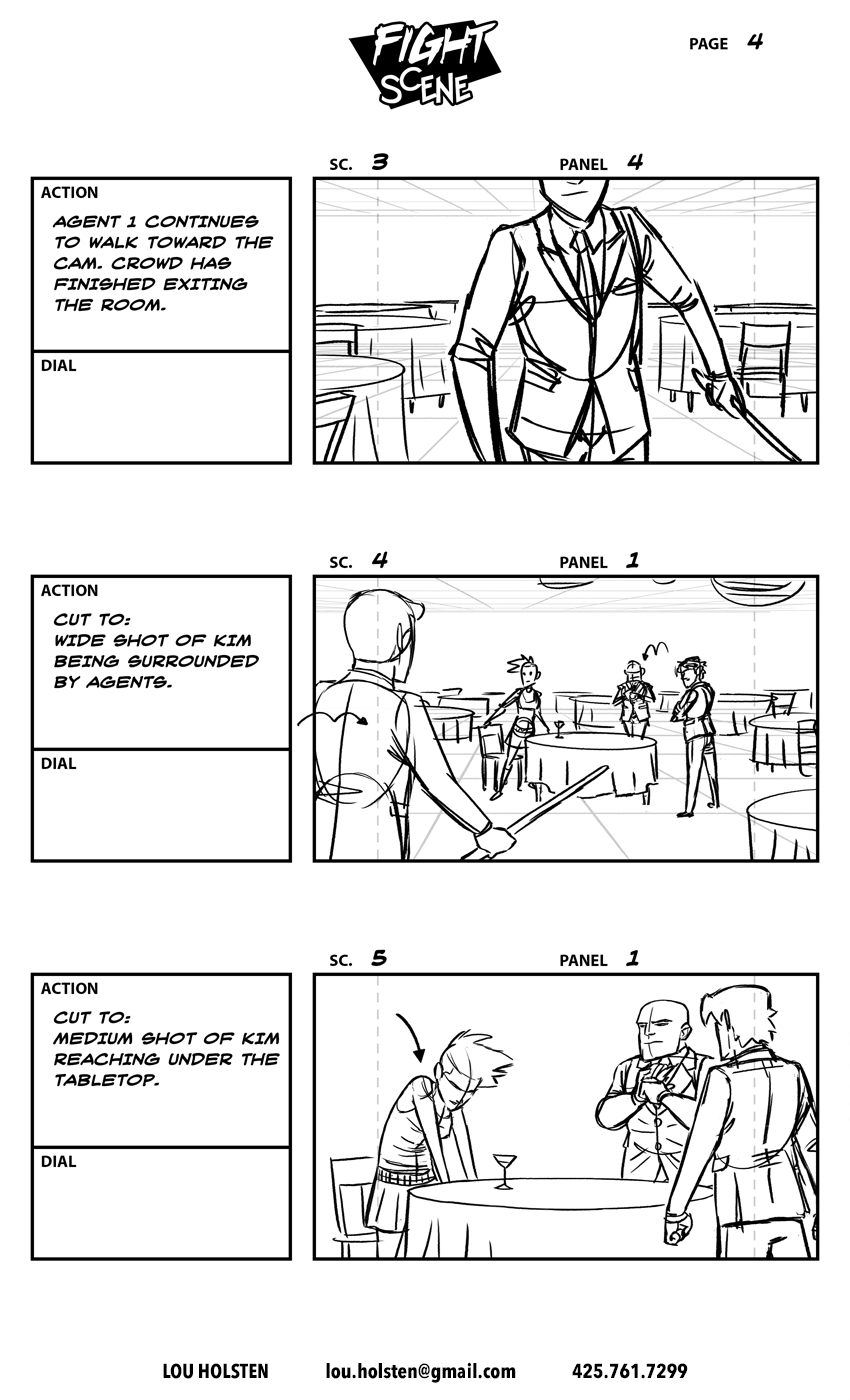 FIGHT
SCENE
PAGE 4
SC. 3 PANEL 4
ACTION
AGENT 1 CONTINUES
TO WALK TOWARD THE
CAM. CROWD HAS
FINISHED EXITING
THE ROOM.
DIAL
SC. 4 PANEL 1
ACTION
CUT TO:
WIDE SHOT OF KIM
BEING SURROUNDED
BY AGENTS.
DIAL
SC. 5 PANEL 1
ACTION
CUT TO:
MEDIUM SHOT OF KIM
REACHING UNDER THE
TABLETOP.
DIAL
LOU HOLSTEN lou.holsten@gmail.com 425.761.7299